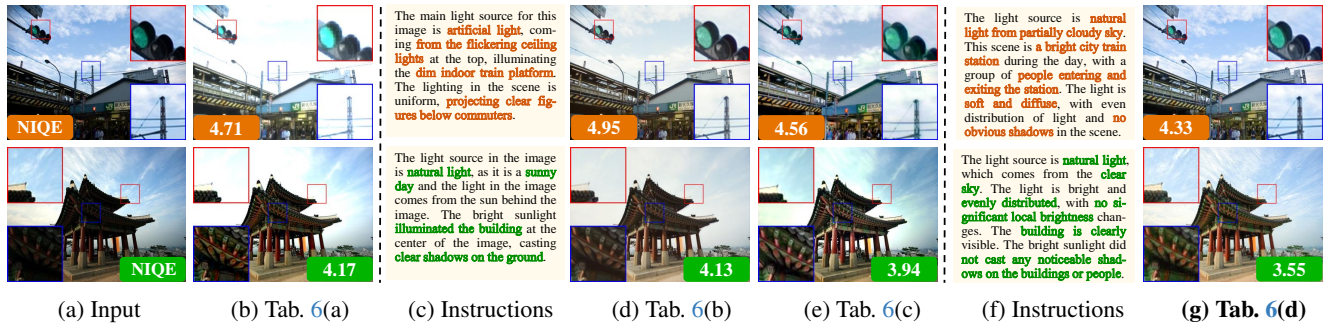 NIQE
4.71
The main light source for this
image is artificial light, com-
ing from the flickering ceiling
lights at the top, illuminating
the dim indoor train platform.
The lighting in the scene is
uniform, projecting clear fig-
ures below commuters.
4.95
4.56
The light source is natural
light from partially cloudy sky.
This scene is a bright city train
station during the day, with a
group of people entering and
exiting the station. The light is
soft and diffuse, with even
distribution of light and no
obvious shadows in the scene.
4.33
NIQE
4.17
The light source in the image
is natural light, as it is a sunny
day and the light in the image
comes from the sun behind the
image. The bright sunlight
illuminated the building at the
center of the image, casting
clear shadows on the ground.
4.13
3.94
The light source is natural light,
which comes from the clear
sky. The light is bright and
evenly distributed, with no si-
gnificant local brightness chan-
ges. The building is clearly
visible. The bright sunlight did
not cast any noticeable shad-
ows on the buildings or people.
3.55
(a) Input
(b) Tab. 6(a)
(c) Instructions
(d) Tab. 6(b)
(e) Tab. 6(c)
(f) Instructions
(g) Tab. 6(d)